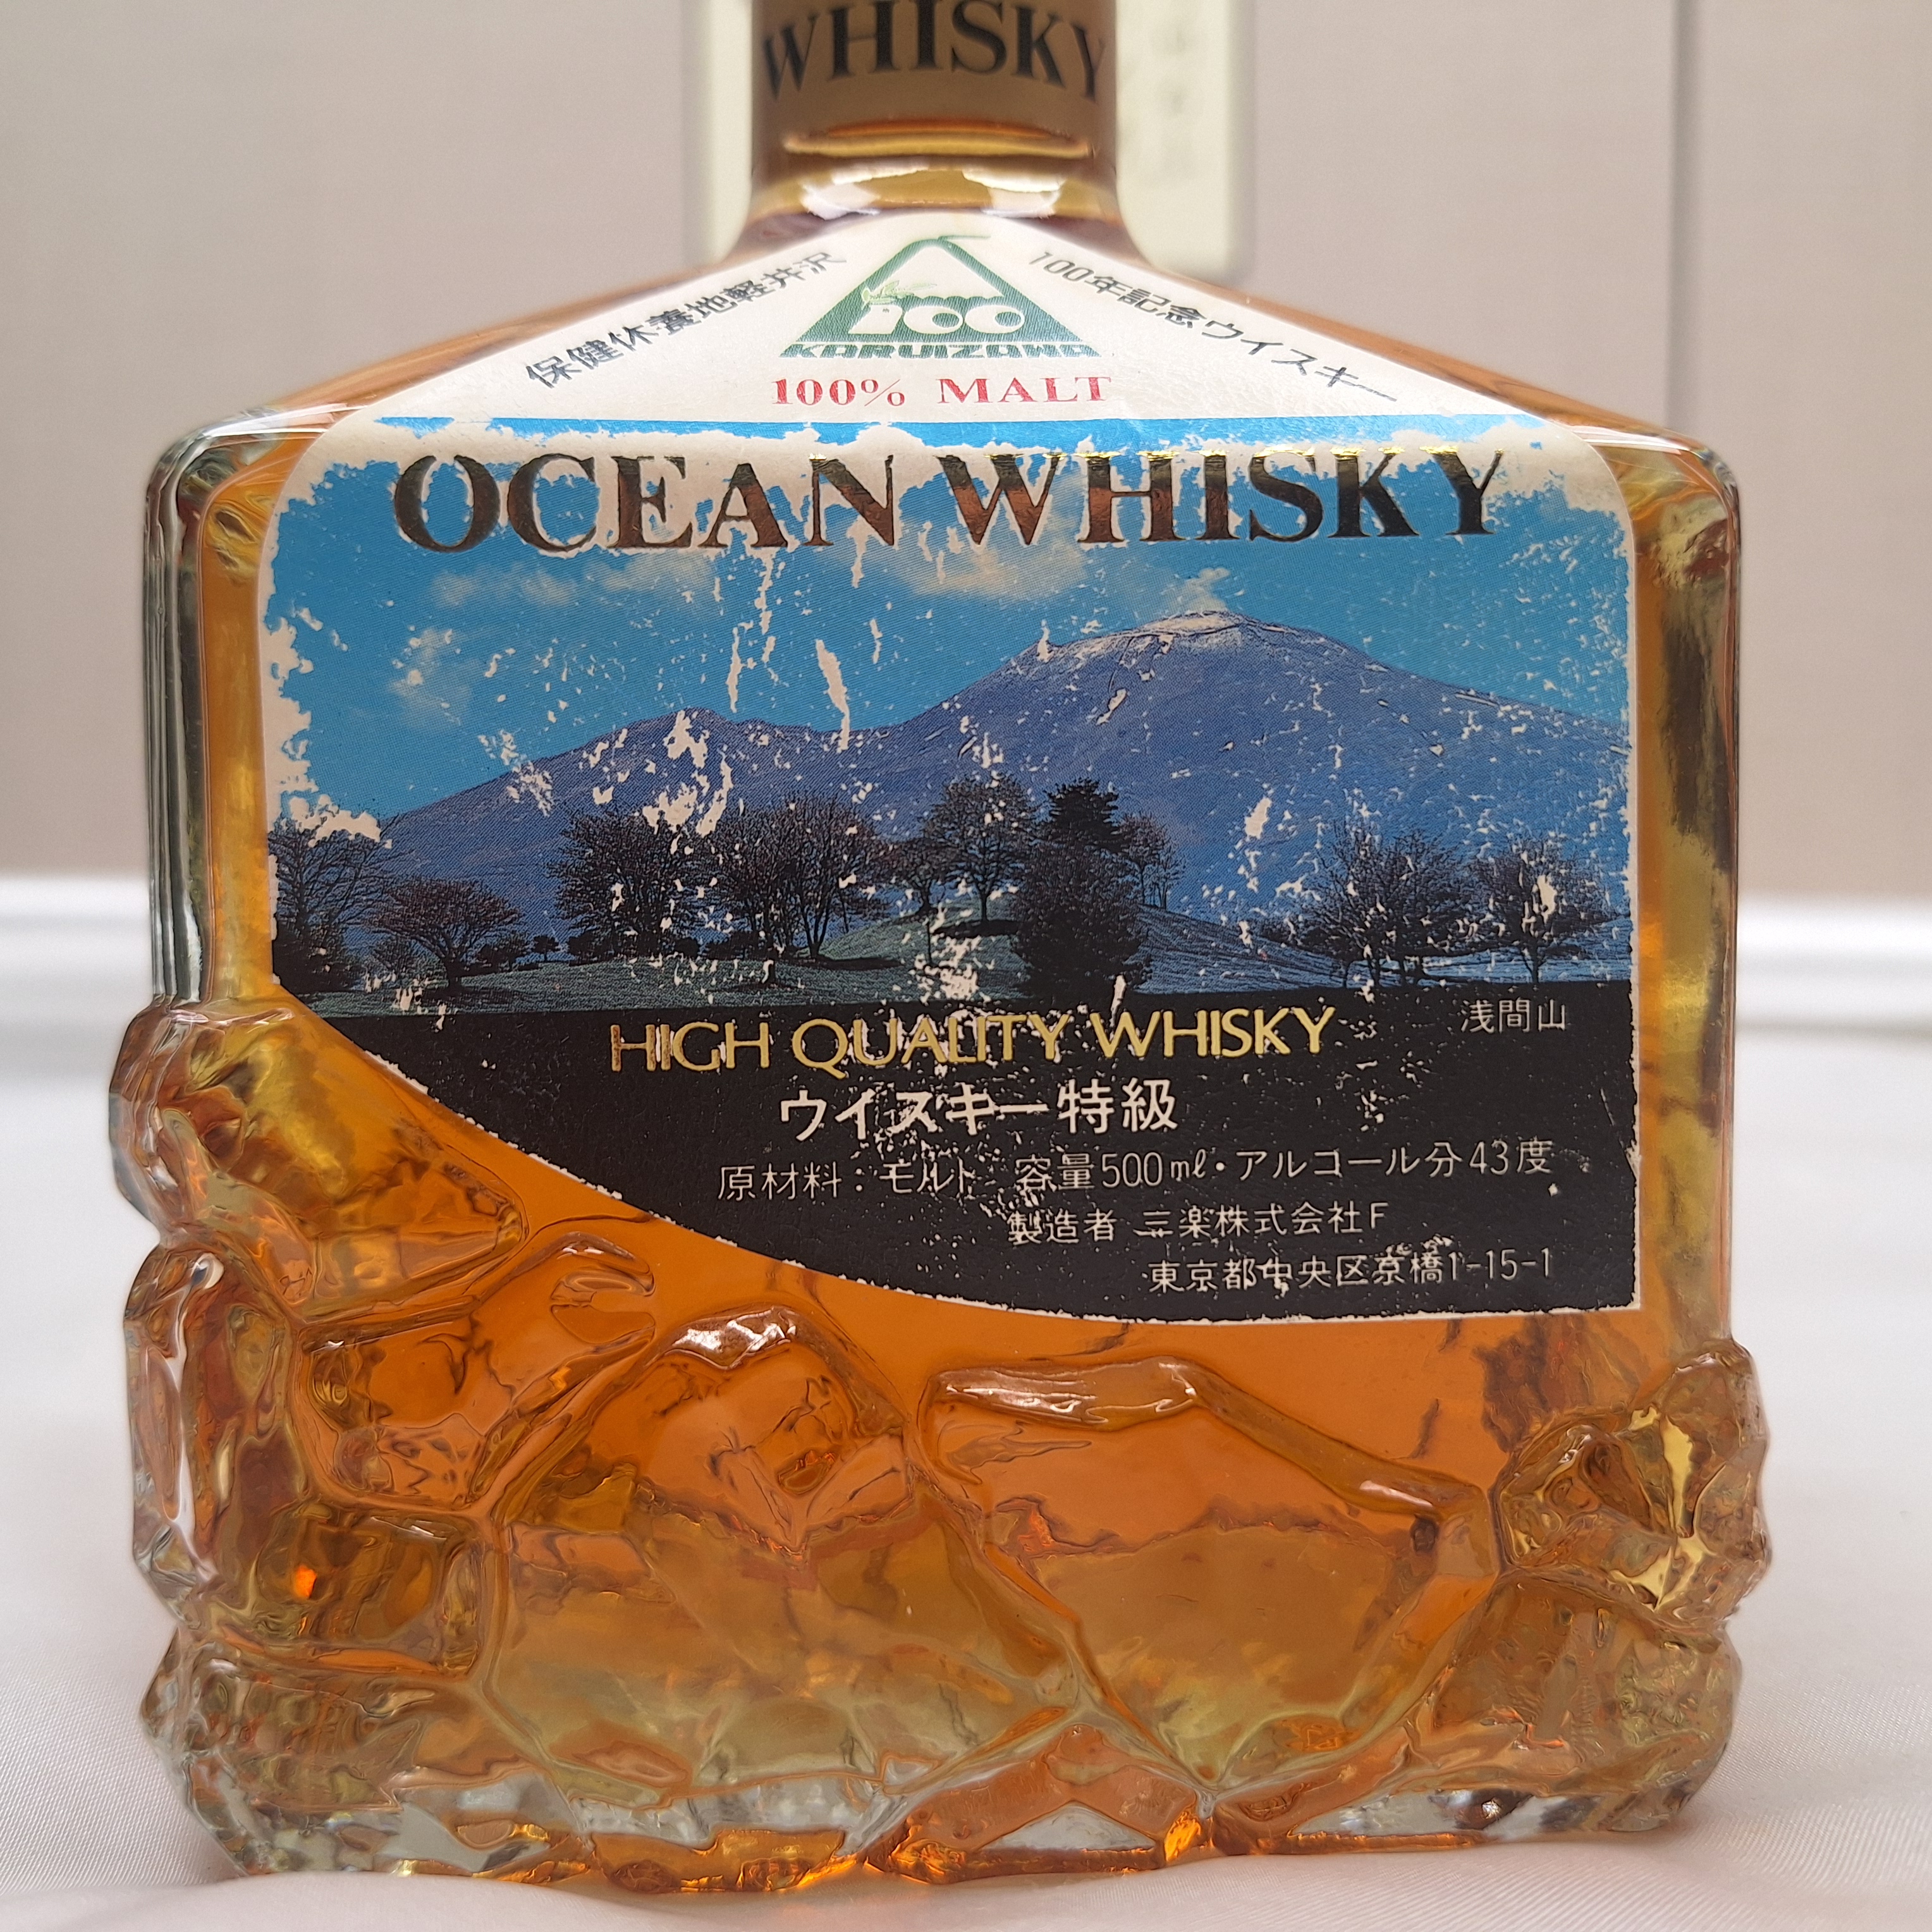 WHISKY
保健休養地軽井沢
100年記念ウイスキー
100
KARUIZAWA
100% MALT
OCEAN WHISKY
浅間山
HIGH QUALITY WHISKY
ウイスキー特級
原材料：モルト 容量500ml・アルコール分43度
製造者 三楽株式会社F
東京都中央区京橋1-15-1